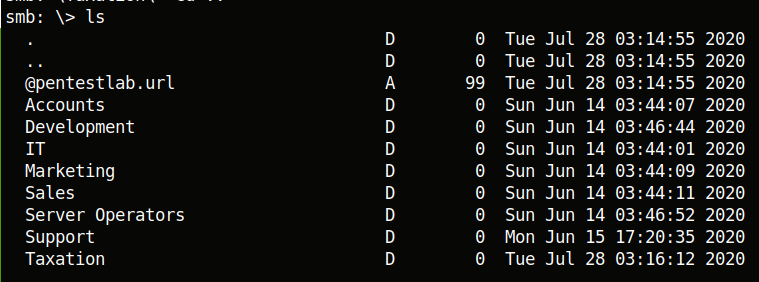 smb: \> ls
  .                                   D        0  Tue Jul 28 03:14:55 2020
  ..                                  D        0  Tue Jul 28 03:14:55 2020
  @pentestlab.url                     A       99  Tue Jul 28 03:14:55 2020
  Accounts                            D        0  Sun Jun 14 03:44:07 2020
  Development                         D        0  Sun Jun 14 03:46:44 2020
  IT                                  D        0  Sun Jun 14 03:44:01 2020
  Marketing                           D        0  Sun Jun 14 03:44:09 2020
  Sales                               D        0  Sun Jun 14 03:44:11 2020
  Server Operators                    D        0  Sun Jun 14 03:46:52 2020
  Support                             D        0  Mon Jun 15 17:20:35 2020
  Taxation                            D        0  Tue Jul 28 03:16:12 2020